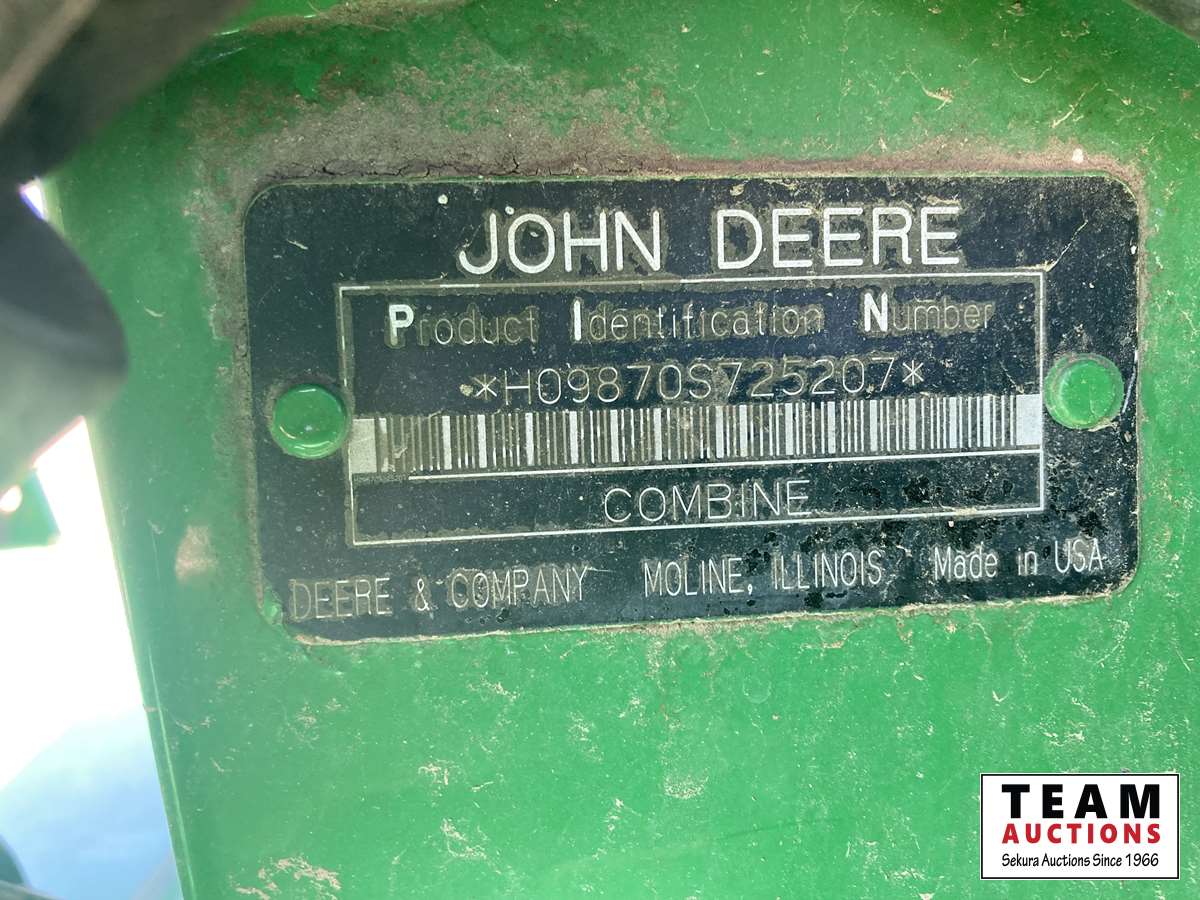 JOHN DEERE
Product Identification Number
*H09870S725207*
COMBINE
DEERE & COMPANY MOLINE, ILLINOIS Made in USA
TEAM
AUCTIONS
Sekura Auctions Since 1966